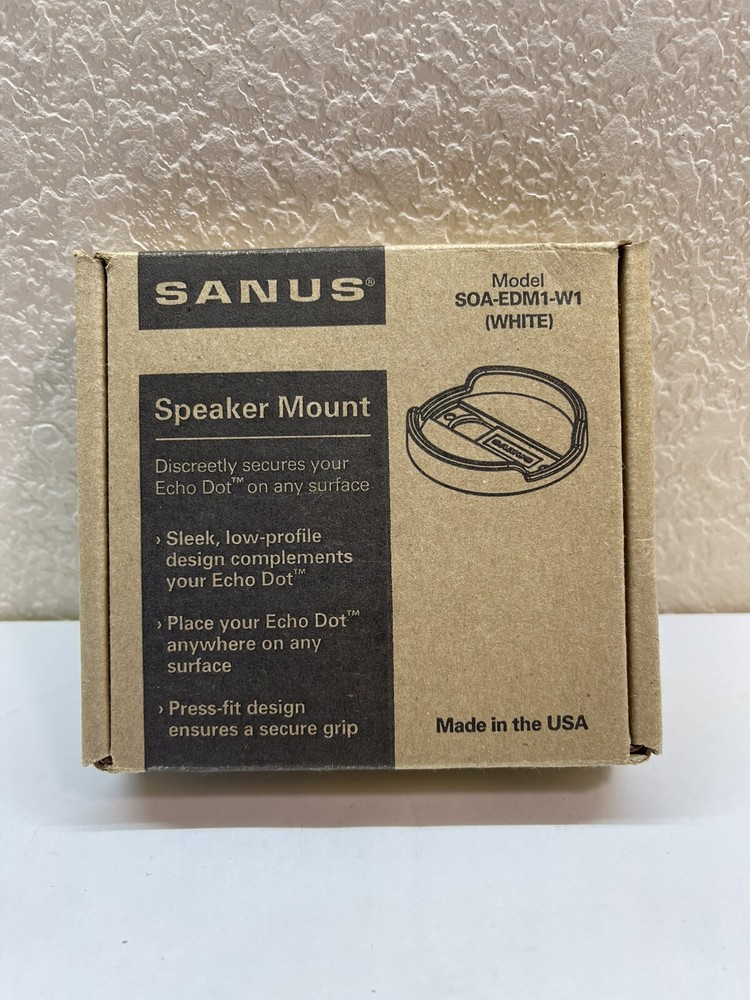 SANUS®
Model
SOA-EDM1-W1
(WHITE)
Speaker Mount
Discreetly secures your
Echo Dot™ on any surface
› Sleek, low-profile
design complements
your Echo Dot™
› Place your Echo Dot™
anywhere on any
surface
› Press-fit design
ensures a secure grip
SANUS
Made in the USA